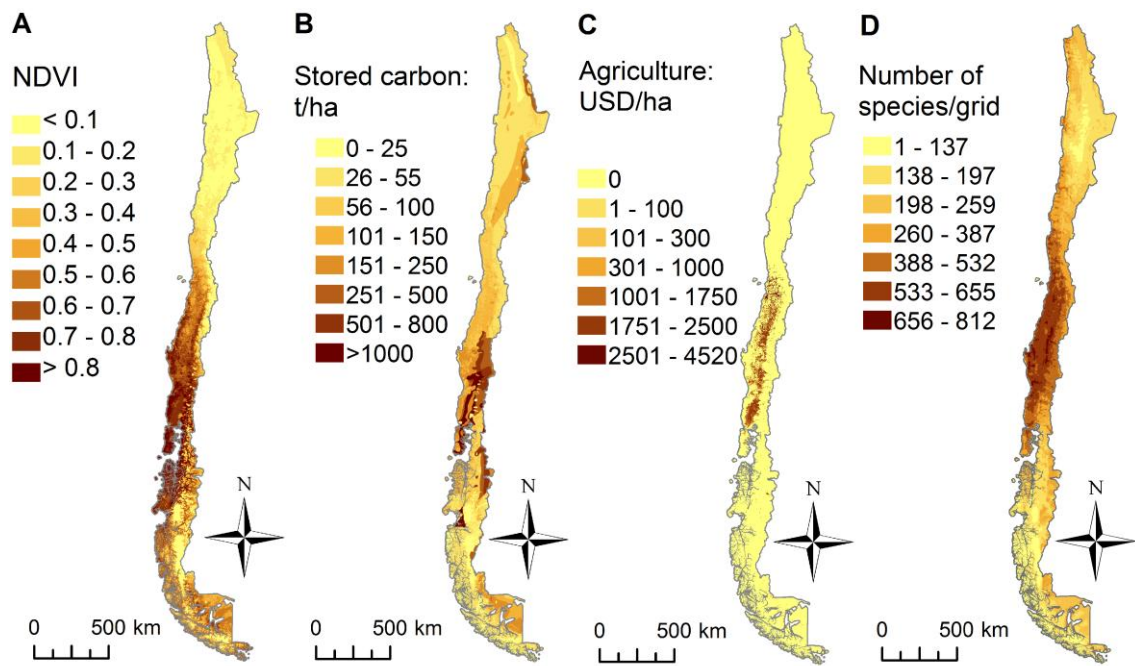 A
NDVI
< 0.1
0.1 - 0.2
0.2 - 0.3
0.3 - 0.4
0.4 - 0.5
0.5 - 0.6
0.6 - 0.7
0.7 - 0.8
> 0.8
N
0 500 km
B
Stored carbon:
t/ha
0 - 25
26 - 55
56 - 100
101 - 150
151 - 250
251 - 500
501 - 800
>1000
N
0 500 km
C
Agriculture:
USD/ha
0
1 - 100
101 - 300
301 - 1000
1001 - 1750
1751 - 2500
2501 - 4520
N
0 500 km
D
Number of
species/grid
1 - 137
138 - 197
198 - 259
260 - 387
388 - 532
533 - 655
656 - 812
N
0 500 km